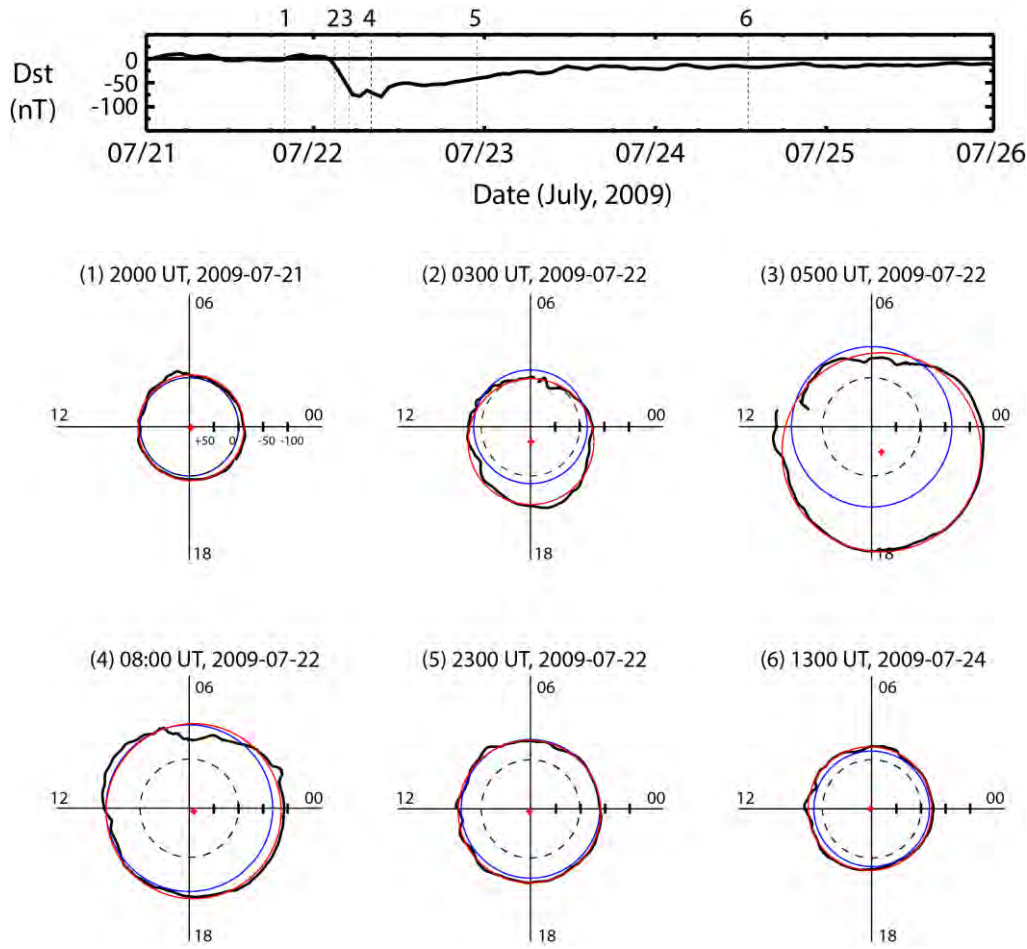 1 2 3 4 5 6
Dst
(nT)
0
-50
-100
07/21 07/22 07/23 07/24 07/25 07/26
Date (July, 2009)
(1) 2000 UT, 2009-07-21
06
12 00
+50 0 -50 -100
18
(2) 0300 UT, 2009-07-22
06
12 00
18
(3) 0500 UT, 2009-07-22
06
12 00
18
(4) 08:00 UT, 2009-07-22
06
12 00
18
(5) 2300 UT, 2009-07-22
06
12 00
18
(6) 1300 UT, 2009-07-24
06
12 00
18